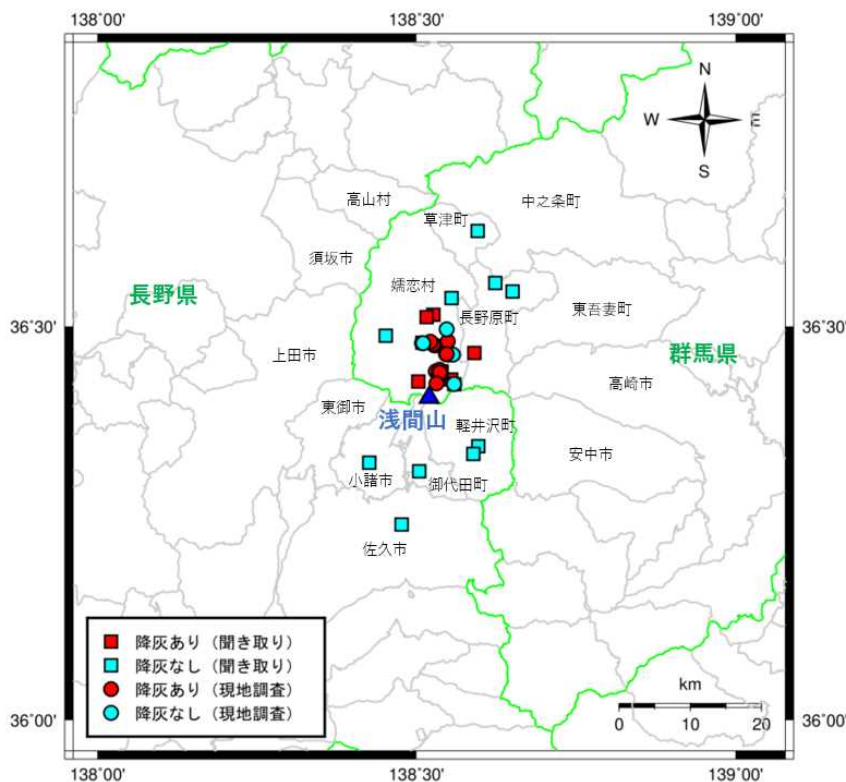 138°00'
138°30'
139°00'
N
W
E
S
高山村
草津町
中之条町
須坂市
嬬恋村
長野県
長野原町
東吾妻町
36°30'
36°30'
上田市
群馬県
高崎市
東御市
浅間山
軽井沢町
安中市
小諸市
御代田町
佐久市
降灰あり（聞き取り）
降灰なし（聞き取り）
降灰あり（現地調査）
降灰なし（現地調査）
km
0 10 20
36°00'
36°00'
138°00'
138°30'
139°00'